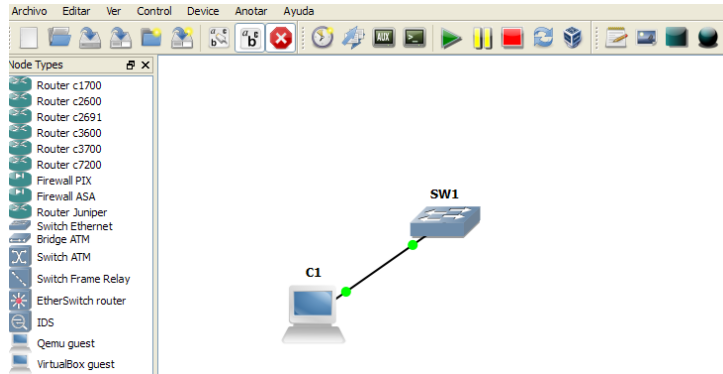 Archivo Editar Ver Control Device Anotar Ayuda
AUX
Node Types
Router c1700
Router c2600
Router c2691
Router c3600
Router c3700
Router c7200
Firewall PIX
Firewall ASA
Router Juniper
Switch Ethernet
Bridge ATM
Switch ATM
Switch Frame Relay
EtherSwitch router
IDS
Qemu guest
VirtualBox guest
SW1
C1